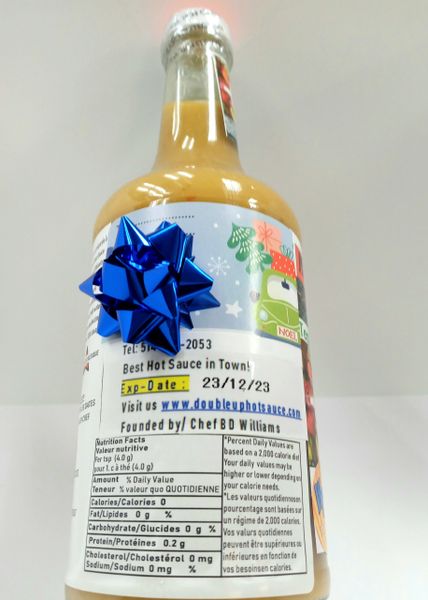 NOEL
Tel: 514 -2053
Best Hot Sauce in Town!
Exp-Date : 23/12/23
Visit us www.doubleuphotsauce.com
Founded by/ Chef BD Williams
Nutrition Facts
Valeur nutritive
Per tsp (4.0 g)
pour 1. c à thé (4.0 g)
Amount % Daily Value
Teneur % valeur quo QUOTIDIENNE
Calories/Calories 0
Fat/Lipides 0 g %
Carbohydrate/Glucides 0 g %
Protein/Protéines 0.2 g
Cholesterol/Cholestérol 0 mg
Sodium/Sodium 0 mg %
*Percent Daily Values are
based on a 2,000 calorie diet
Your daily values may be
higher or lower depending on
your calorie needs.
*Les valeurs quotidiennes n
pourcentage sont basées sur
un régime de 2,000 calories.
Vos valurs quotidiennes
peuvent être supérieures ou
inférieures en fonction de
vos besoinsen calories.